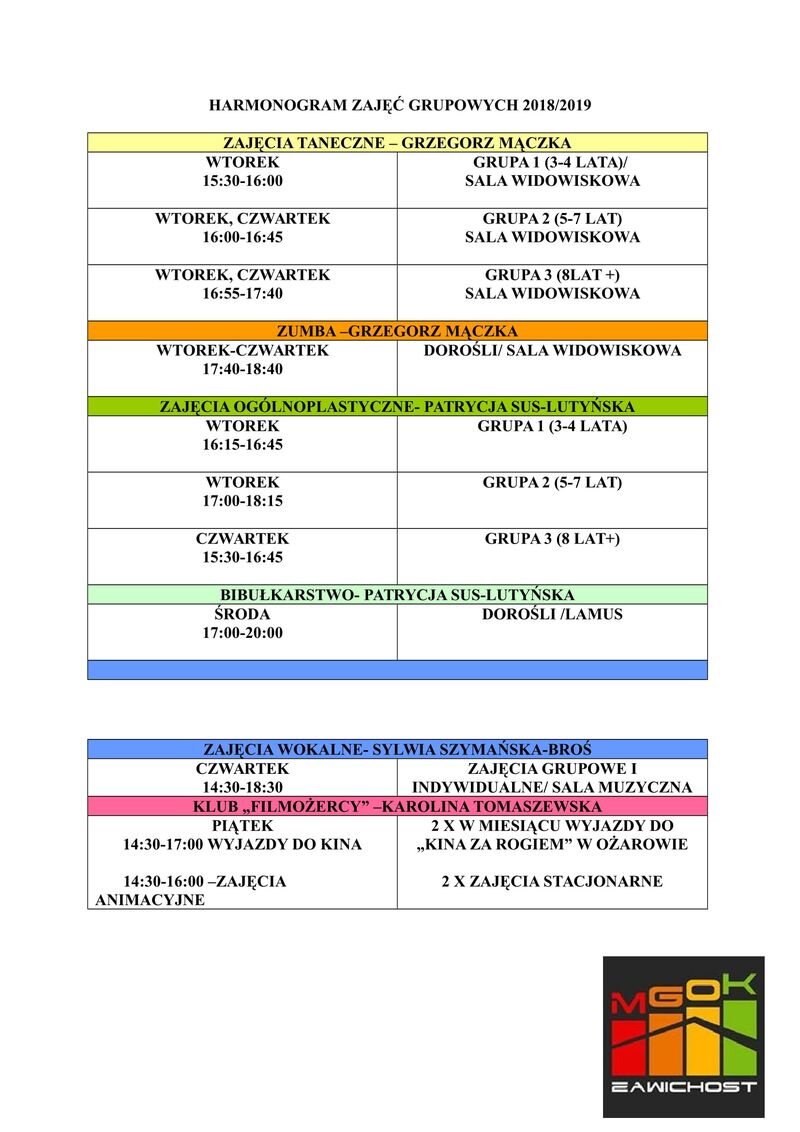 HARMONOGRAM ZAJĘĆ GRUPOWYCH 2018/2019
ZAJĘCIA TANECZNE – GRZEGORZ MĄCZKA
WTOREK
15:30-16:00
GRUPA 1 (3-4 LATA)/
SALA WIDOWISKOWA
WTOREK, CZWARTEK
16:00-16:45
GRUPA 2 (5-7 LAT)
SALA WIDOWISKOWA
WTOREK, CZWARTEK
16:55-17:40
GRUPA 3 (8LAT +)
SALA WIDOWISKOWA
ZUMBA –GRZEGORZ MĄCZKA
WTOREK-CZWARTEK
17:40-18:40
DOROŚLI/ SALA WIDOWISKOWA
ZAJĘCIA OGÓLNOPLASTYCZNE- PATRYCJA SUS-LUTYŃSKA
WTOREK
16:15-16:45
GRUPA 1 (3-4 LATA)
WTOREK
17:00-18:15
GRUPA 2 (5-7 LAT)
CZWARTEK
15:30-16:45
GRUPA 3 (8 LAT+)
BIBUŁKARSTWO- PATRYCJA SUS-LUTYŃSKA
ŚRODA
17:00-20:00
DOROŚLI /LAMUS
ZAJĘCIA WOKALNE- SYLWIA SZYMAŃSKA-BROŚ
CZWARTEK
14:30-18:30
ZAJĘCIA GRUPOWE I
INDYWIDUALNE/ SALA MUZYCZNA
KLUB „FILMOŻERCY” –KAROLINA TOMASZEWSKA
PIĄTEK
14:30-17:00 WYJAZDY DO KINA
14:30-16:00 –ZAJĘCIA
ANIMACYJNE
2 X W MIESIĄCU WYJAZDY DO
„KINA ZA ROGIEM” W OŻAROWIE
2 X ZAJĘCIA STACJONARNE
MGOK
ZAWICHOST